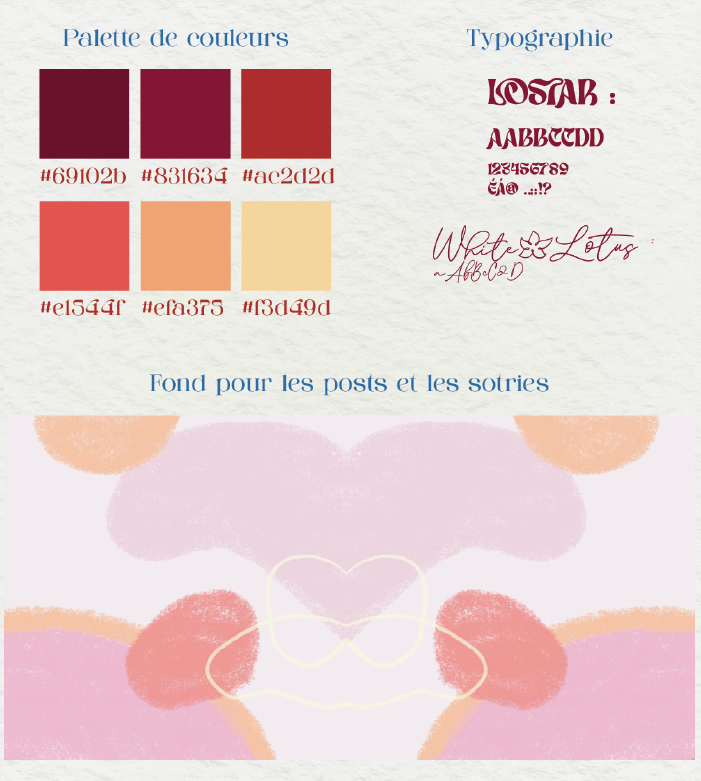 Palette de couleurs
Typographie
#69102b #831634 #ac2d2d
#e1544f #efa375 #f3d49d
LOSTAR :
AABBCCDD
123456789
ÉÀ@ ..:!?
White Lotus :
a AbBcC2D
Fond pour les posts et les sotries